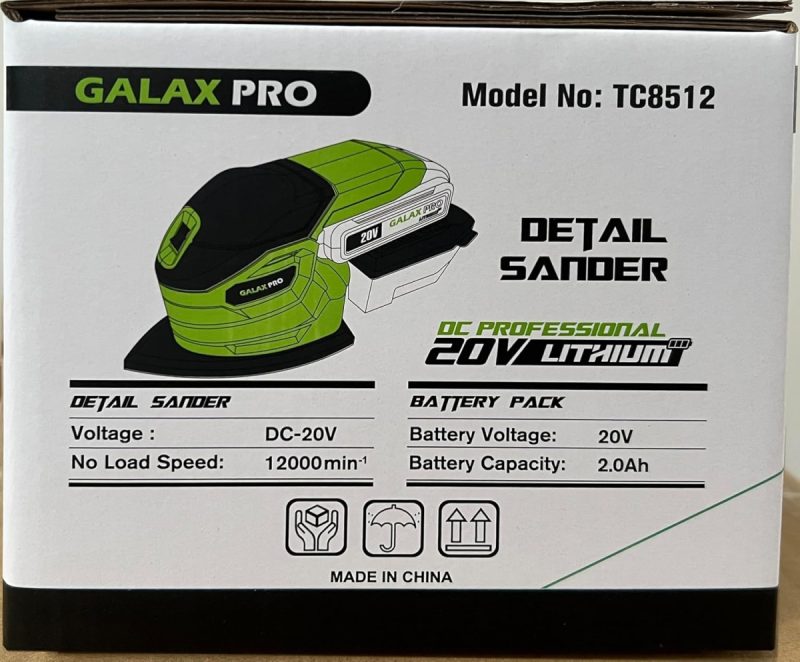 GALAX PRO
Model No: TC8512
20V GALAX PRO
LITHIUM
GALAX PRO
DETAIL
SANDER
DC PROFESSIONAL
20V LITHIUM
DETAIL SANDER
Voltage : DC-20V
No Load Speed: 12000min-1
BATTERY PACK
Battery Voltage: 20V
Battery Capacity: 2.0Ah
MADE IN CHINA